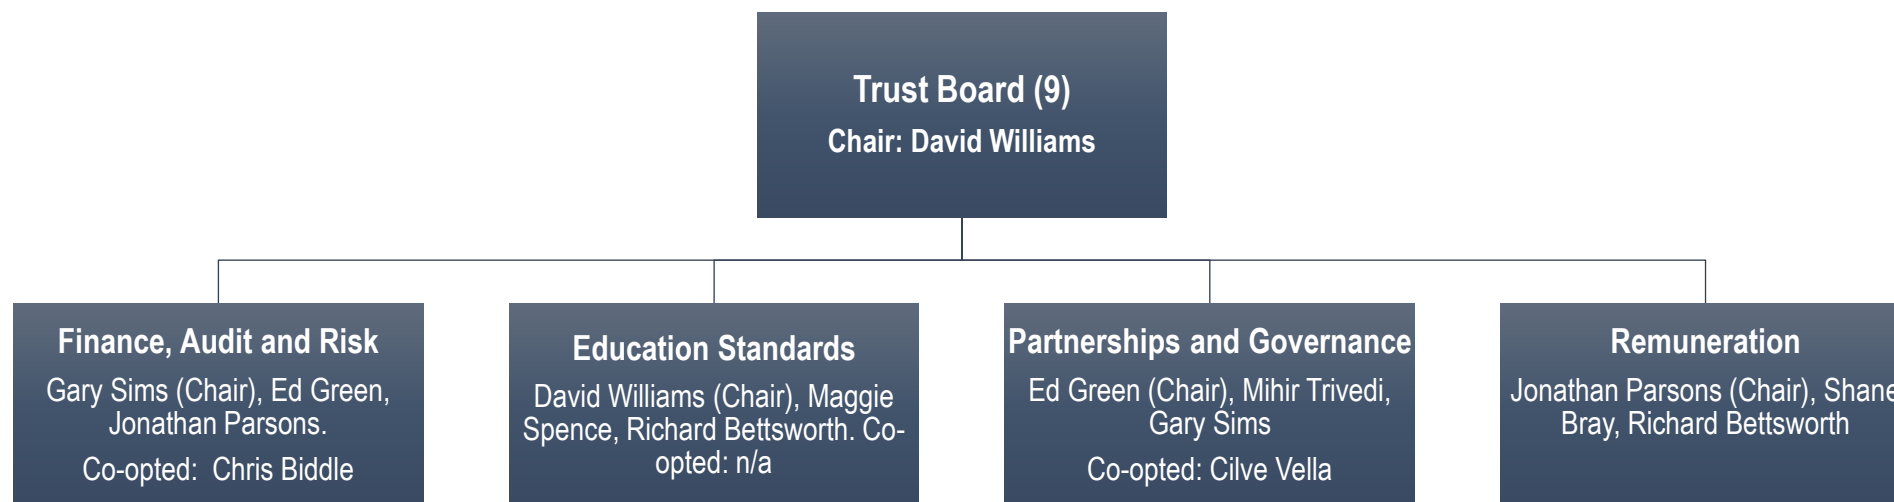 Trust Board (9)
Chair: David Williams
Finance, Audit and Risk
Gary Sims (Chair), Ed Green,
Jonathan Parsons.
Co-opted:  Chris Biddle
Education Standards
David Williams (Chair), Maggie
Spence, Richard Bettsworth. Co-
opted: n/a
Partnerships and Governance
Ed Green (Chair), Mihir Trivedi,
Gary Sims
Co-opted: Cilve Vella
Remuneration
Jonathan Parsons (Chair), Shane
Bray, Richard Bettsworth